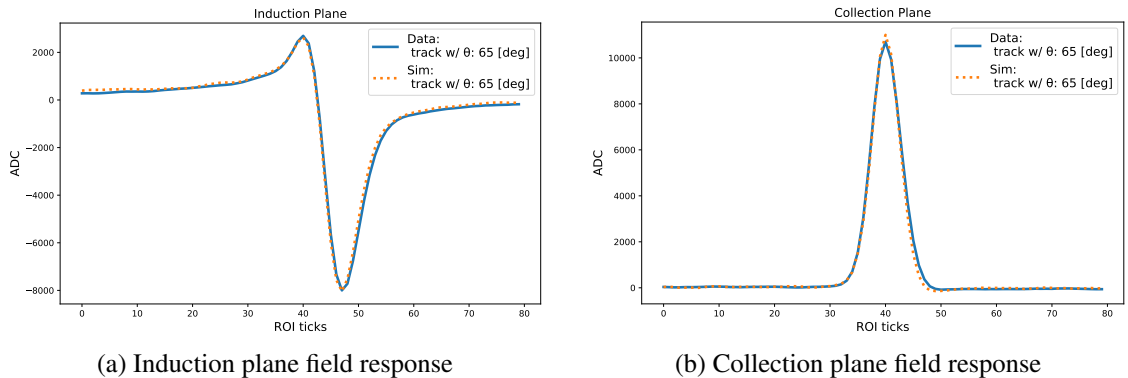 Induction Plane
2000
0
−2000
−4000
−6000
−8000
ADC
0 10 20 30 40 50 60 70 80
ROI ticks
Data:
track w/ θ: 65 [deg]
Sim:
track w/ θ: 65 [deg]
(a) Induction plane field response
Collection Plane
10000
8000
6000
4000
2000
0
ADC
0 10 20 30 40 50 60 70 80
ROI ticks
Data:
track w/ θ: 65 [deg]
Sim:
track w/ θ: 65 [deg]
(b) Collection plane field response